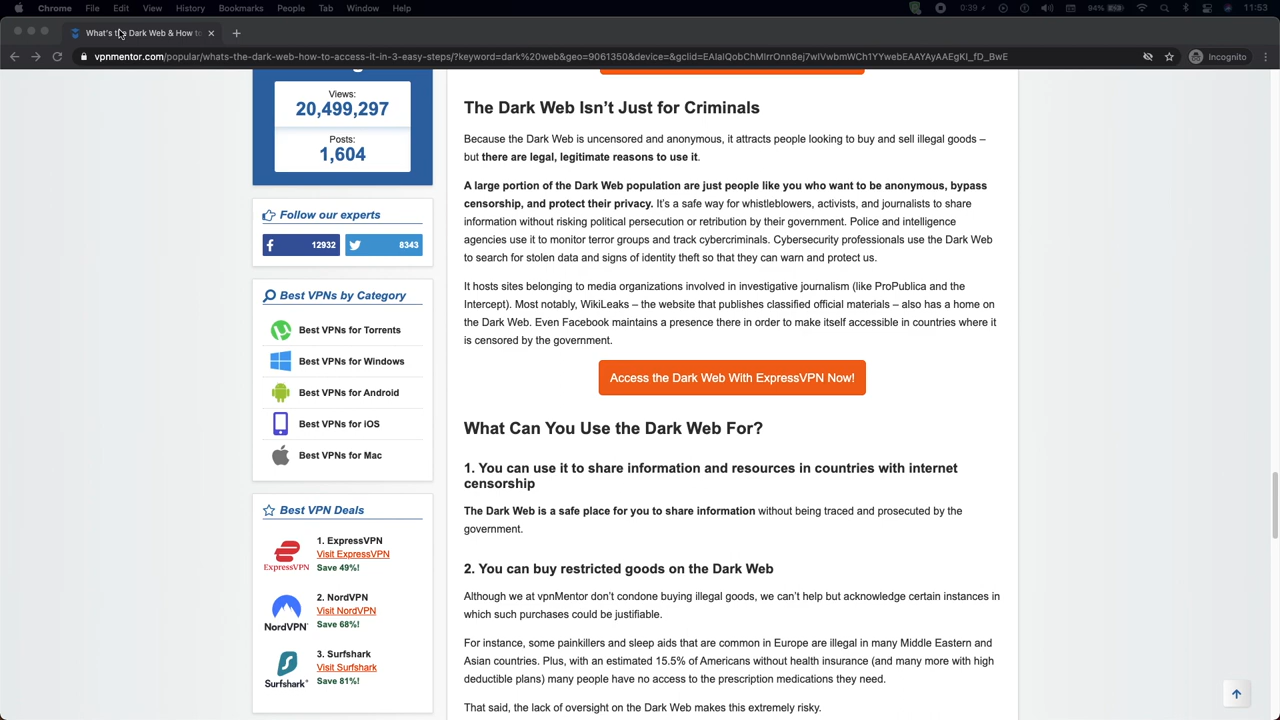 Chrome File Edit View History Bookmarks People Tab Window Help 0:39 94% 11:53
What's the Dark Web & How to
vpnmentor.com/popular/whats-the-dark-web-how-to-access-it-in-3-easy-steps/?keyword=dark%20web&geo=9061350&device=&gclid=EAIaIQobChMIrrOnn8ej7wIVwbmWCh1YYwebEAAYAyAAEgKI_fD_BwE Incognito
Views:
20,499,297
Posts:
1,604
Follow our experts
12932 8343
Best VPNs by Category
Best VPNs for Torrents
Best VPNs for Windows
Best VPNs for Android
Best VPNs for iOS
Best VPNs for Mac
Best VPN Deals
ExpressVPN
1. ExpressVPN
Visit ExpressVPN
Save 49%!
NordVPN
2. NordVPN
Visit NordVPN
Save 68%!
Surfshark
3. Surfshark
Visit Surfshark
Save 81%!
The Dark Web Isn't Just for Criminals
Because the Dark Web is uncensored and anonymous, it attracts people looking to buy and sell illegal goods –
but there are legal, legitimate reasons to use it.
A large portion of the Dark Web population are just people like you who want to be anonymous, bypass
censorship, and protect their privacy. It's a safe way for whistleblowers, activists, and journalists to share
information without risking political persecution or retribution by their government. Police and intelligence
agencies use it to monitor terror groups and track cybercriminals. Cybersecurity professionals use the Dark Web
to search for stolen data and signs of identity theft so that they can warn and protect us.
It hosts sites belonging to media organizations involved in investigative journalism (like ProPublica and the
Intercept). Most notably, WikiLeaks – the website that publishes classified official materials – also has a home on
the Dark Web. Even Facebook maintains a presence there in order to make itself accessible in countries where it
is censored by the government.
Access the Dark Web With ExpressVPN Now!
What Can You Use the Dark Web For?
1. You can use it to share information and resources in countries with internet
censorship
The Dark Web is a safe place for you to share information without being traced and prosecuted by the
government.
2. You can buy restricted goods on the Dark Web
Although we at vpnMentor don't condone buying illegal goods, we can't help but acknowledge certain instances in
which such purchases could be justifiable.
For instance, some painkillers and sleep aids that are common in Europe are illegal in many Middle Eastern and
Asian countries. Plus, with an estimated 15.5% of Americans without health insurance (and many more with high
deductible plans) many people have no access to the prescription medications they need.
That said, the lack of oversight on the Dark Web makes this extremely risky.